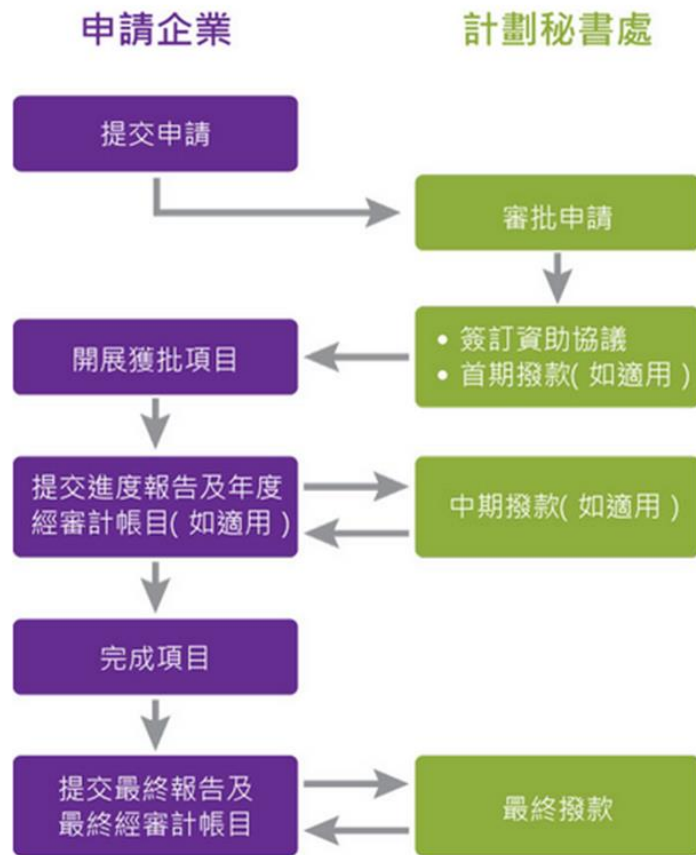 申請企業
計劃秘書處
提交申請
審批申請
• 簽訂資助協議
• 首期撥款( 如適用 )
開展獲批項目
提交進度報告及年度
經審計帳目( 如適用 )
中期撥款( 如適用 )
完成項目
提交最終報告及
最終經審計帳目
最終撥款